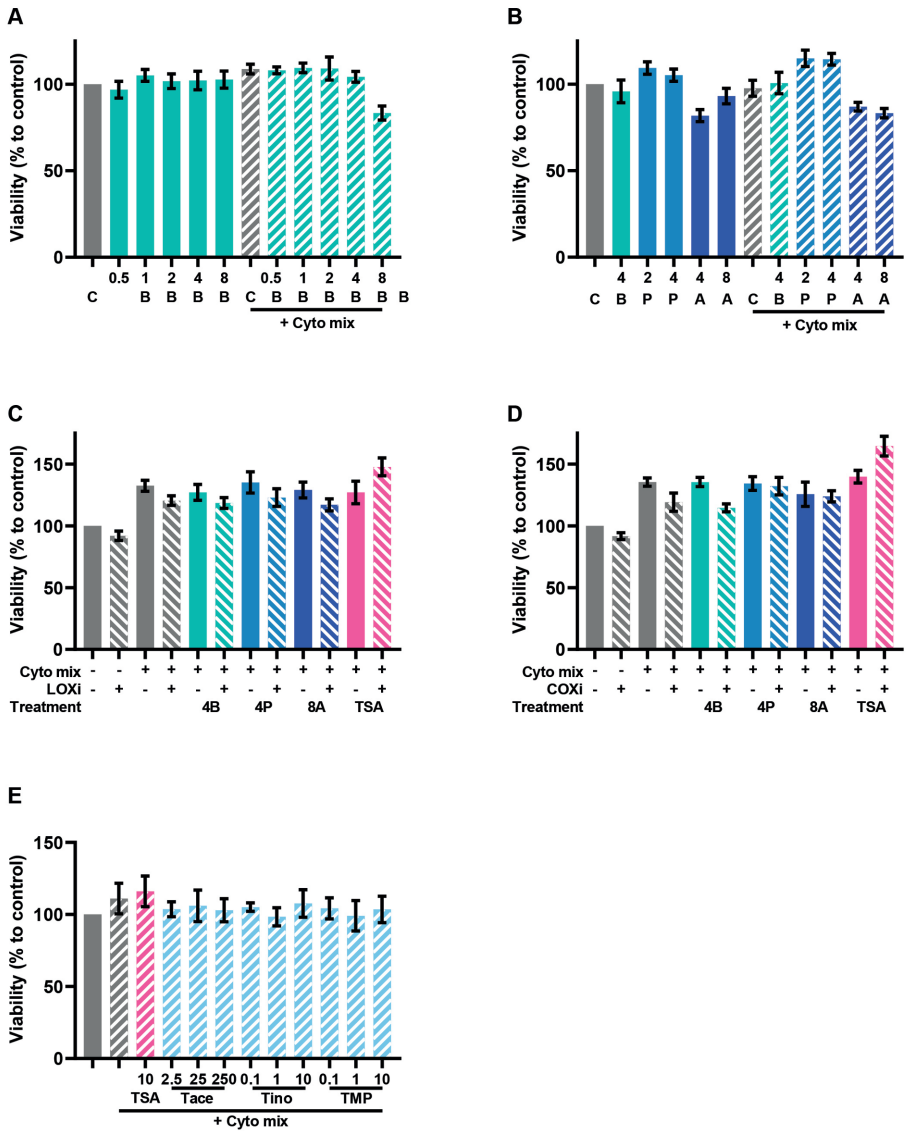 A
Viability (% to control)
100
50
0
0.5 1 2 4 8 0.5 1 2 4 8
C B B B B B C B B B B B B
+ Cyto mix
B
Viability (% to control)
100
50
0
4 2 4 4 8 4 2 4 4 8
C B P P A A C B P P A A
+ Cyto mix
C
Viability (% to control)
150
100
50
0
Cyto mix - - + + + + + + + + + +
LOXi - + - + - + - + - + - +
Treatment 4B 4P 8A TSA
D
Viability (% to control)
150
100
50
0
Cyto mix - - + + + + + + + + + +
COXi - + - + - + - + - + - +
Treatment 4B 4P 8A TSA
E
Viability (% to control)
150
100
50
0
10 2.5 25 250 0.1 1 10 0.1 1 10
TSA Tace Tino TMP
+ Cyto mix